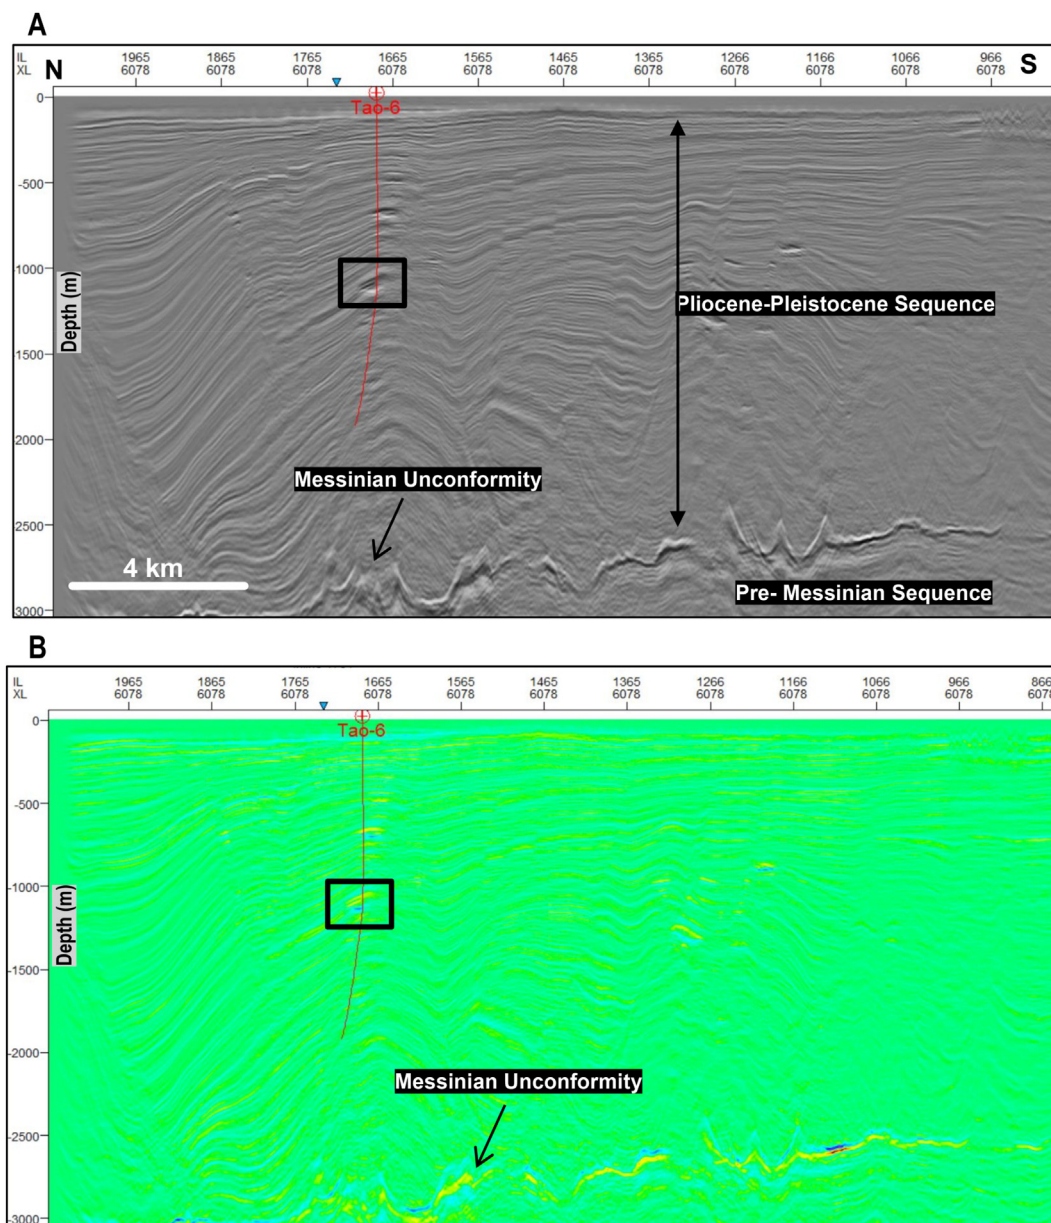 A
IL 1965 1865 1765 1665 1565 1465 1365 1266 1166 1066 966
XL N 6078 6078 6078 6078 6078 6078 6078 6078 6078 6078 6078 S
0
Tao-6
-500
-1000
Depth (m)
Pliocene-Pleistocene Sequence
-1500
-2000
Messinian Unconformity
-2500
4 km
Pre- Messinian Sequence
-3000
B
IL 1965 1865 1765 1665 1565 1465 1365 1266 1166 1066 966 866
XL 6078 6078 6078 6078 6078 6078 6078 6078 6078 6078 6078 6078
0
Tao-6
-500
-1000
Depth (m)
-1500
-2000
Messinian Unconformity
-2500
-3000